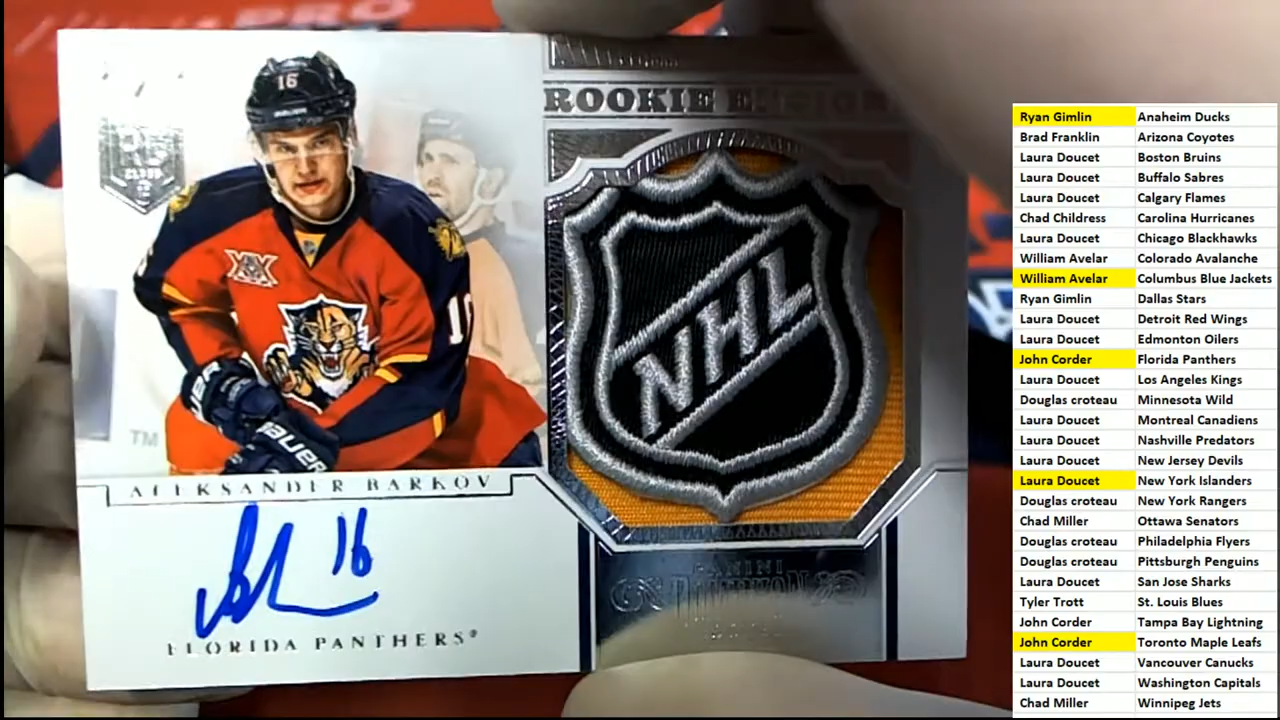 PRO
ROOKIE
16
NHL
16
TM
BAUER
ALEKSANDER BARKOV
16
FLORIDA PANTHERS
PANINI
DOMINION
Ryan Gimlin Anaheim Ducks
Brad Franklin Arizona Coyotes
Laura Doucet Boston Bruins
Laura Doucet Buffalo Sabres
Laura Doucet Calgary Flames
Chad Childress Carolina Hurricanes
Laura Doucet Chicago Blackhawks
William Avelar Colorado Avalanche
William Avelar Columbus Blue Jackets
Ryan Gimlin Dallas Stars
Laura Doucet Detroit Red Wings
Laura Doucet Edmonton Oilers
John Corder Florida Panthers
Laura Doucet Los Angeles Kings
Douglas croteau Minnesota Wild
Laura Doucet Montreal Canadiens
Laura Doucet Nashville Predators
Laura Doucet New Jersey Devils
Laura Doucet New York Islanders
Douglas croteau New York Rangers
Chad Miller Ottawa Senators
Douglas croteau Philadelphia Flyers
Douglas croteau Pittsburgh Penguins
Laura Doucet San Jose Sharks
Tyler Trott St. Louis Blues
John Corder Tampa Bay Lightning
John Corder Toronto Maple Leafs
Laura Doucet Vancouver Canucks
Laura Doucet Washington Capitals
Chad Miller Winnipeg Jets